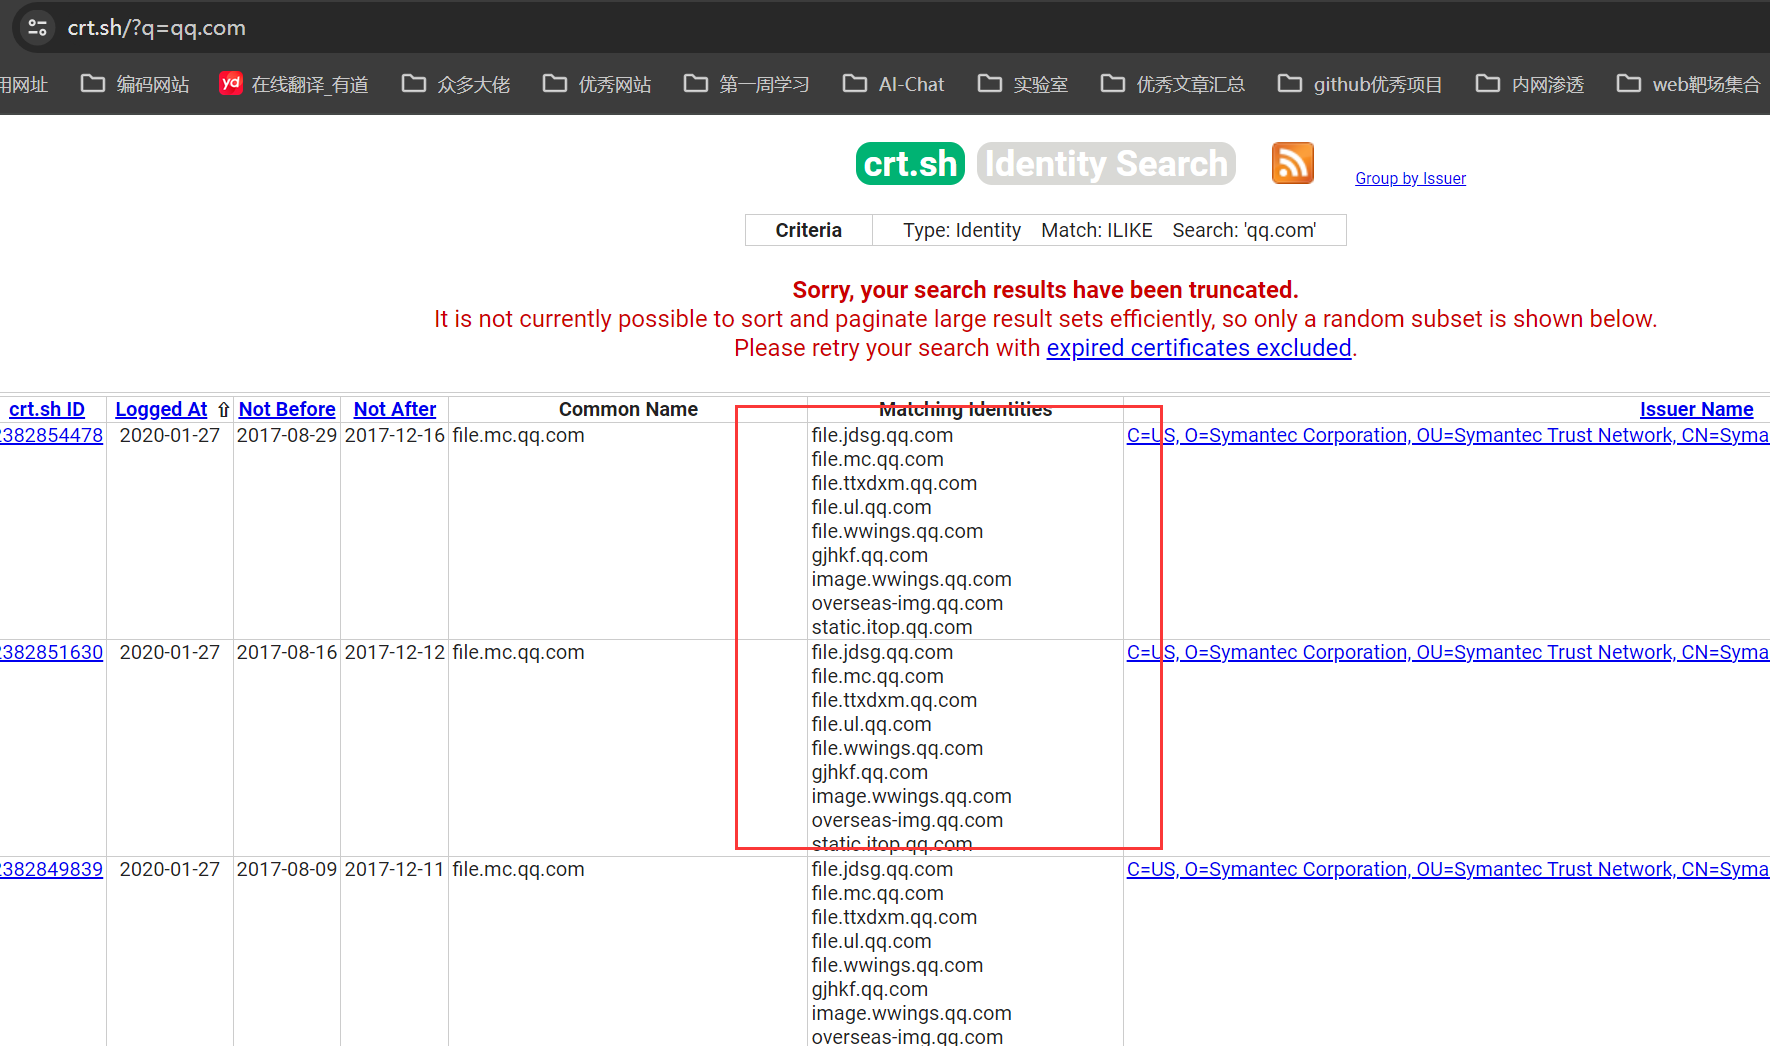 crt.sh/?q=qq.com
用网址 编码网站 yd 在线翻译_有道 众多大佬 优秀网站 第一周学习 AI-Chat 实验室 优秀文章汇总 github优秀项目 内网渗透 web靶场集合
crt.sh Identity Search Group by Issuer
Criteria Type: Identity Match: ILIKE Search: 'qq.com'
Sorry, your search results have been truncated.
It is not currently possible to sort and paginate large result sets efficiently, so only a random subset is shown below.
Please retry your search with expired certificates excluded.
crt.sh ID Logged At ⇧ Not Before Not After Common Name Matching Identities Issuer Name
2382854478 2020-01-27 2017-08-29 2017-12-16 file.mc.qq.com file.jdsg.qq.com C=US, O=Symantec Corporation, OU=Symantec Trust Network, CN=Syma
file.mc.qq.com
file.ttxdxm.qq.com
file.ul.qq.com
file.wwings.qq.com
gjhkf.qq.com
image.wwings.qq.com
overseas-img.qq.com
static.itop.qq.com
2382851630 2020-01-27 2017-08-16 2017-12-12 file.mc.qq.com file.jdsg.qq.com C=US, O=Symantec Corporation, OU=Symantec Trust Network, CN=Syma
file.mc.qq.com
file.ttxdxm.qq.com
file.ul.qq.com
file.wwings.qq.com
gjhkf.qq.com
image.wwings.qq.com
overseas-img.qq.com
static.itop.qq.com
2382849839 2020-01-27 2017-08-09 2017-12-11 file.mc.qq.com file.jdsg.qq.com C=US, O=Symantec Corporation, OU=Symantec Trust Network, CN=Syma
file.mc.qq.com
file.ttxdxm.qq.com
file.ul.qq.com
file.wwings.qq.com
gjhkf.qq.com
image.wwings.qq.com
overseas-img.qq.com